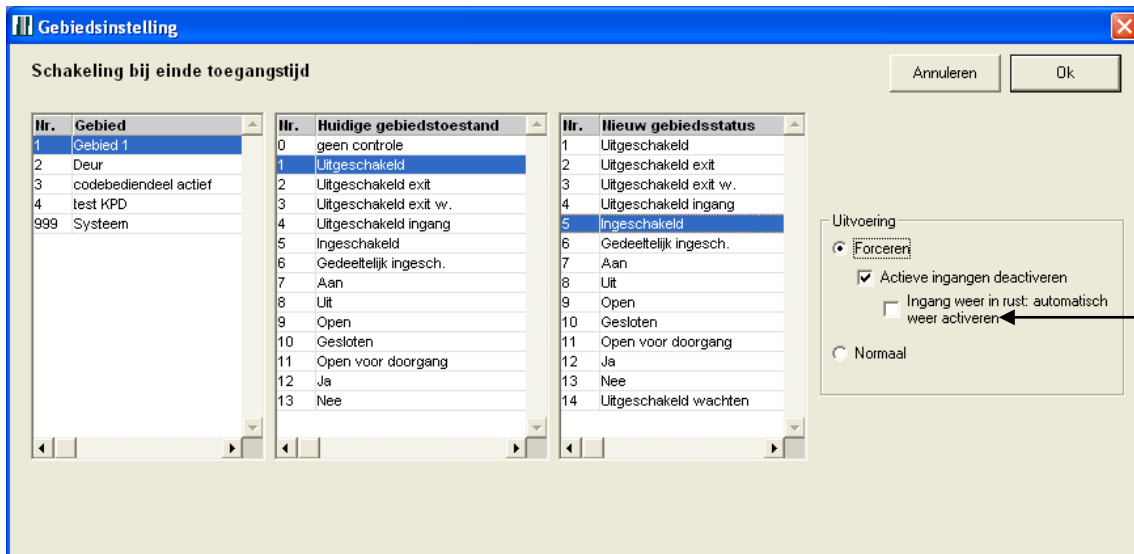 Gebiedsinstelling
Schakeling bij einde toegangstijd
Annuleren
Ok
Nr. Gebied
1 Gebied 1
2 Deur
3 codebediendeel actief
4 test KPD
999 Systeem
Nr. Huidige gebiedstoestand
0 geen controle
1 Uitgeschakeld
2 Uitgeschakeld exit
3 Uitgeschakeld exit w.
4 Uitgeschakeld ingang
5 Ingeschakeld
6 Gedeeltelijk ingesch.
7 Aan
8 Uit
9 Open
10 Gesloten
11 Open voor doorgang
12 Ja
13 Nee
Nr. Nieuw gebiedsstatus
1 Uitgeschakeld
2 Uitgeschakeld exit
3 Uitgeschakeld exit w.
4 Uitgeschakeld ingang
5 Ingeschakeld
6 Gedeeltelijk ingesch.
7 Aan
8 Uit
9 Open
10 Gesloten
11 Open voor doorgang
12 Ja
13 Nee
14 Uitgeschakeld wachten
Uitvoering
Forceren
Actieve ingangen deactiveren
Ingang weer in rust: automatisch
weer activeren
Normaal